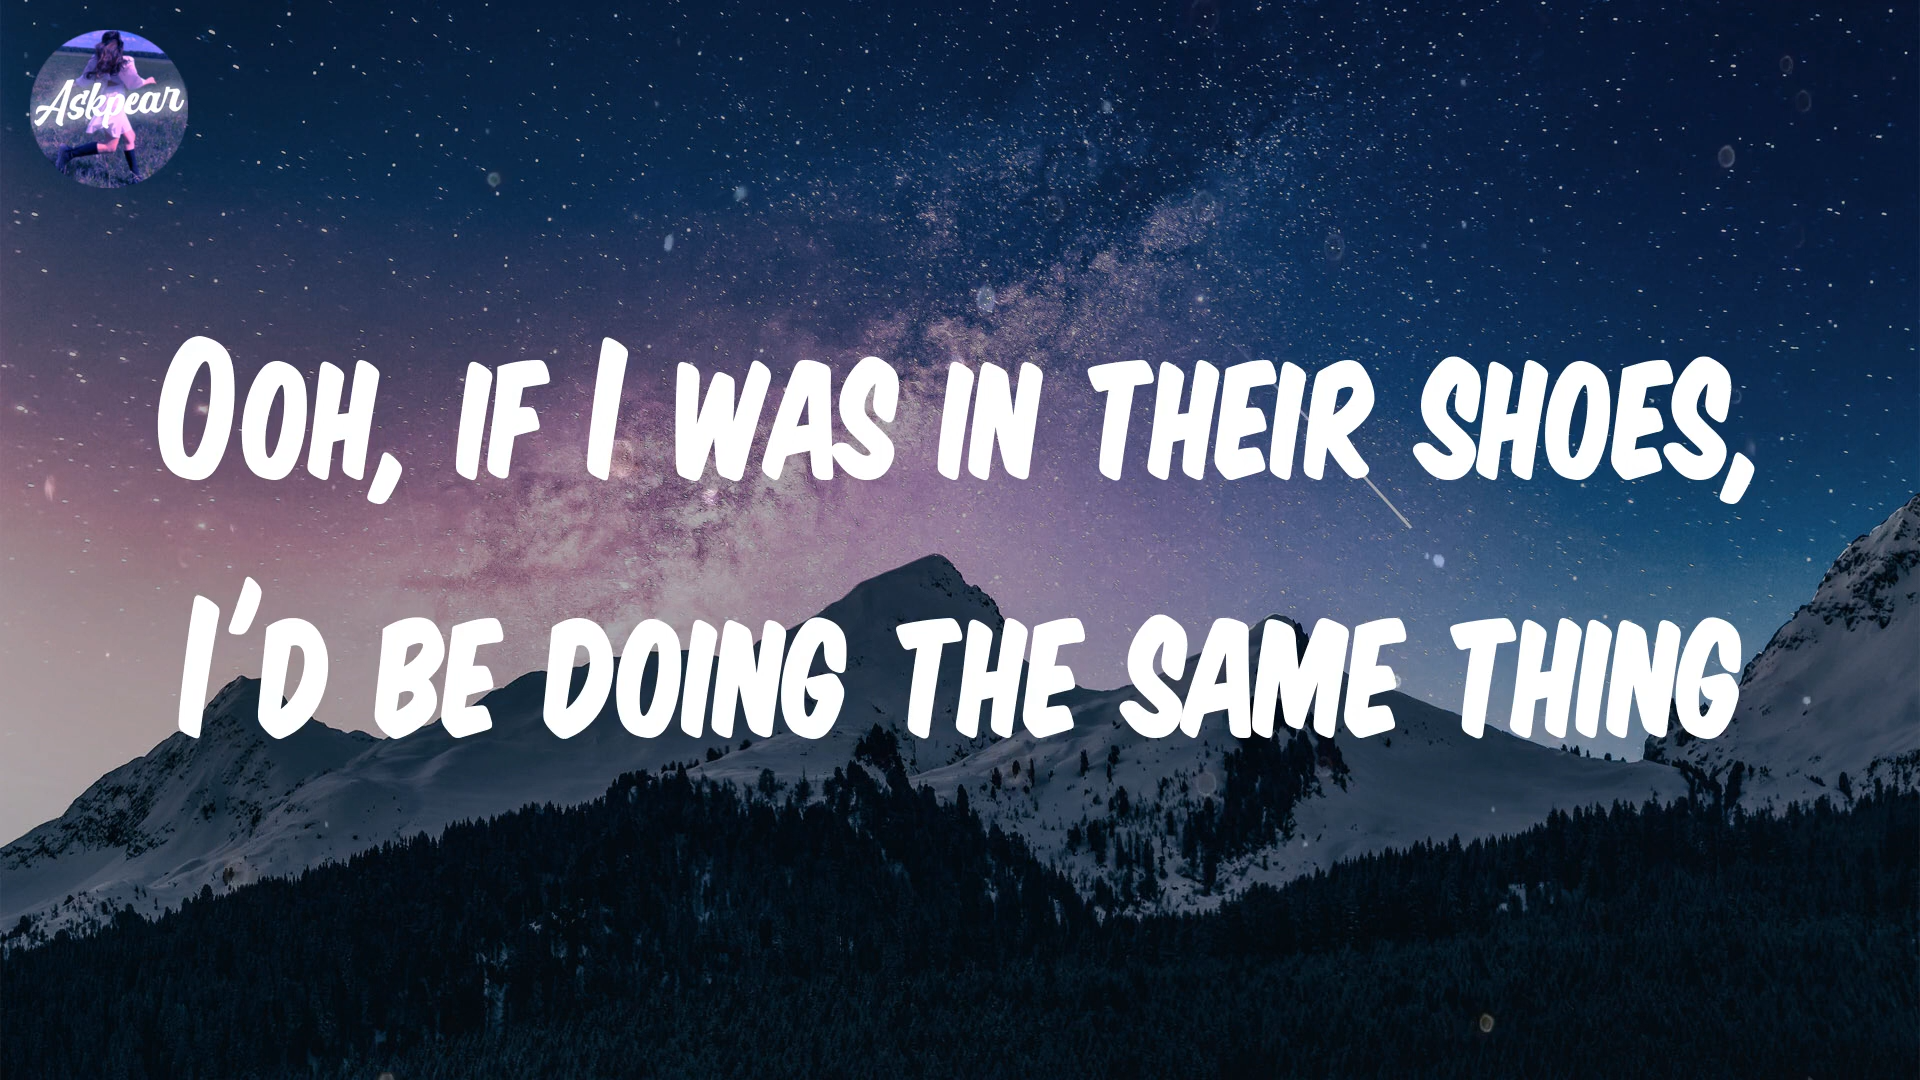 Askpear
Ooh, if I was in their shoes,
I'd be doing the same thing